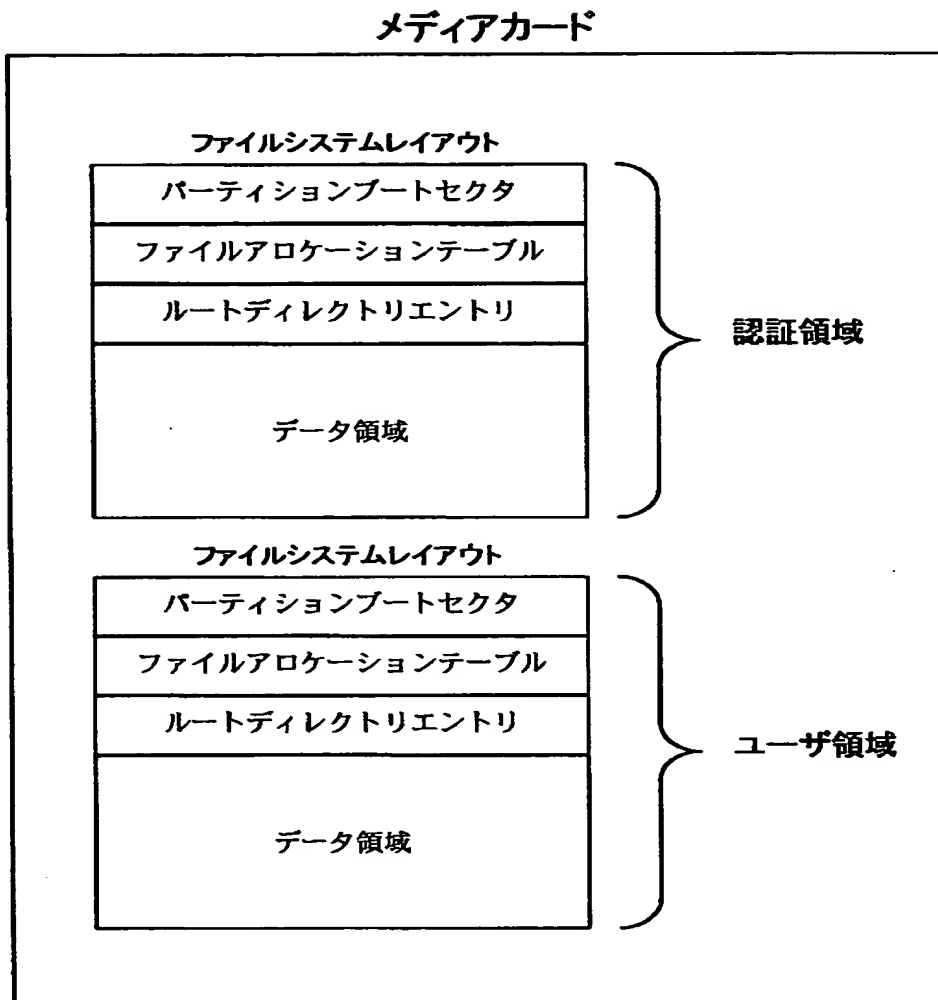 メディアカード
ファイルシステムレイアウト
パーティションブートセクタ
ファイルアロケーションテーブル
ルートディレクトリエントリ
データ領域
認証領域
ファイルシステムレイアウト
パーティションブートセクタ
ファイルアロケーションテーブル
ルートディレクトリエントリ
データ領域
ユーザ領域